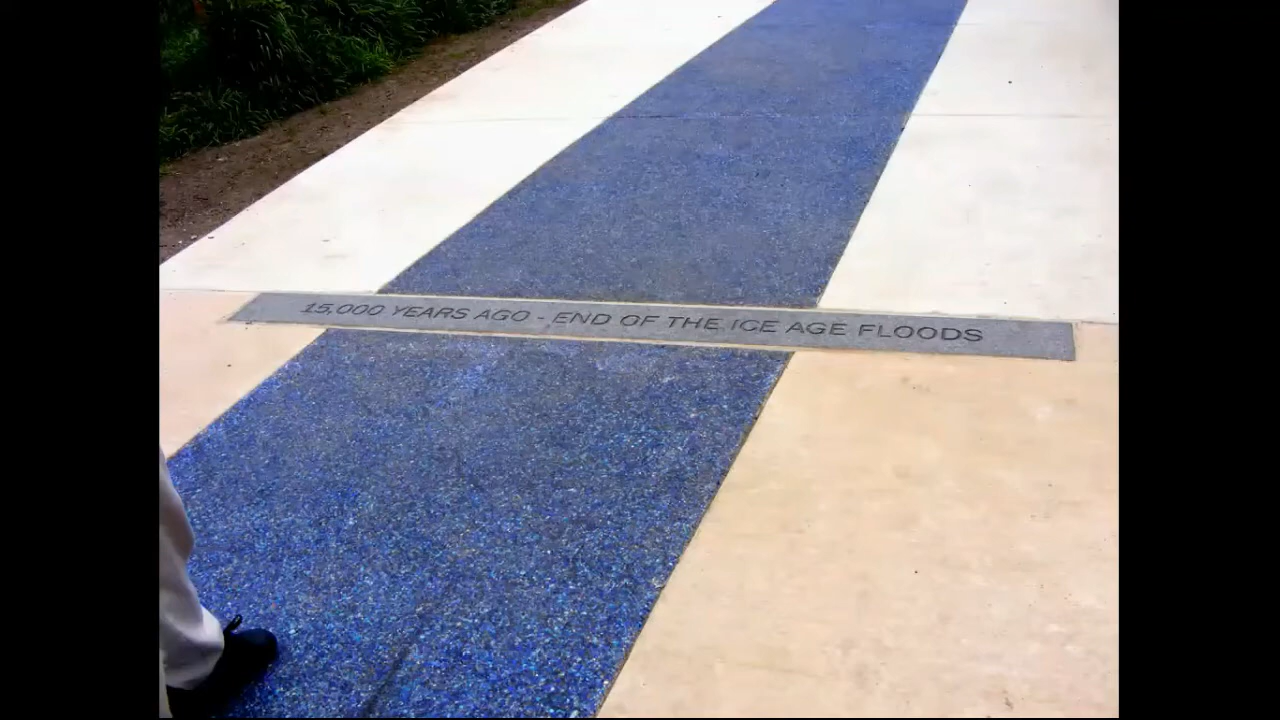 15,000 YEARS AGO - END OF THE ICE AGE FLOODS